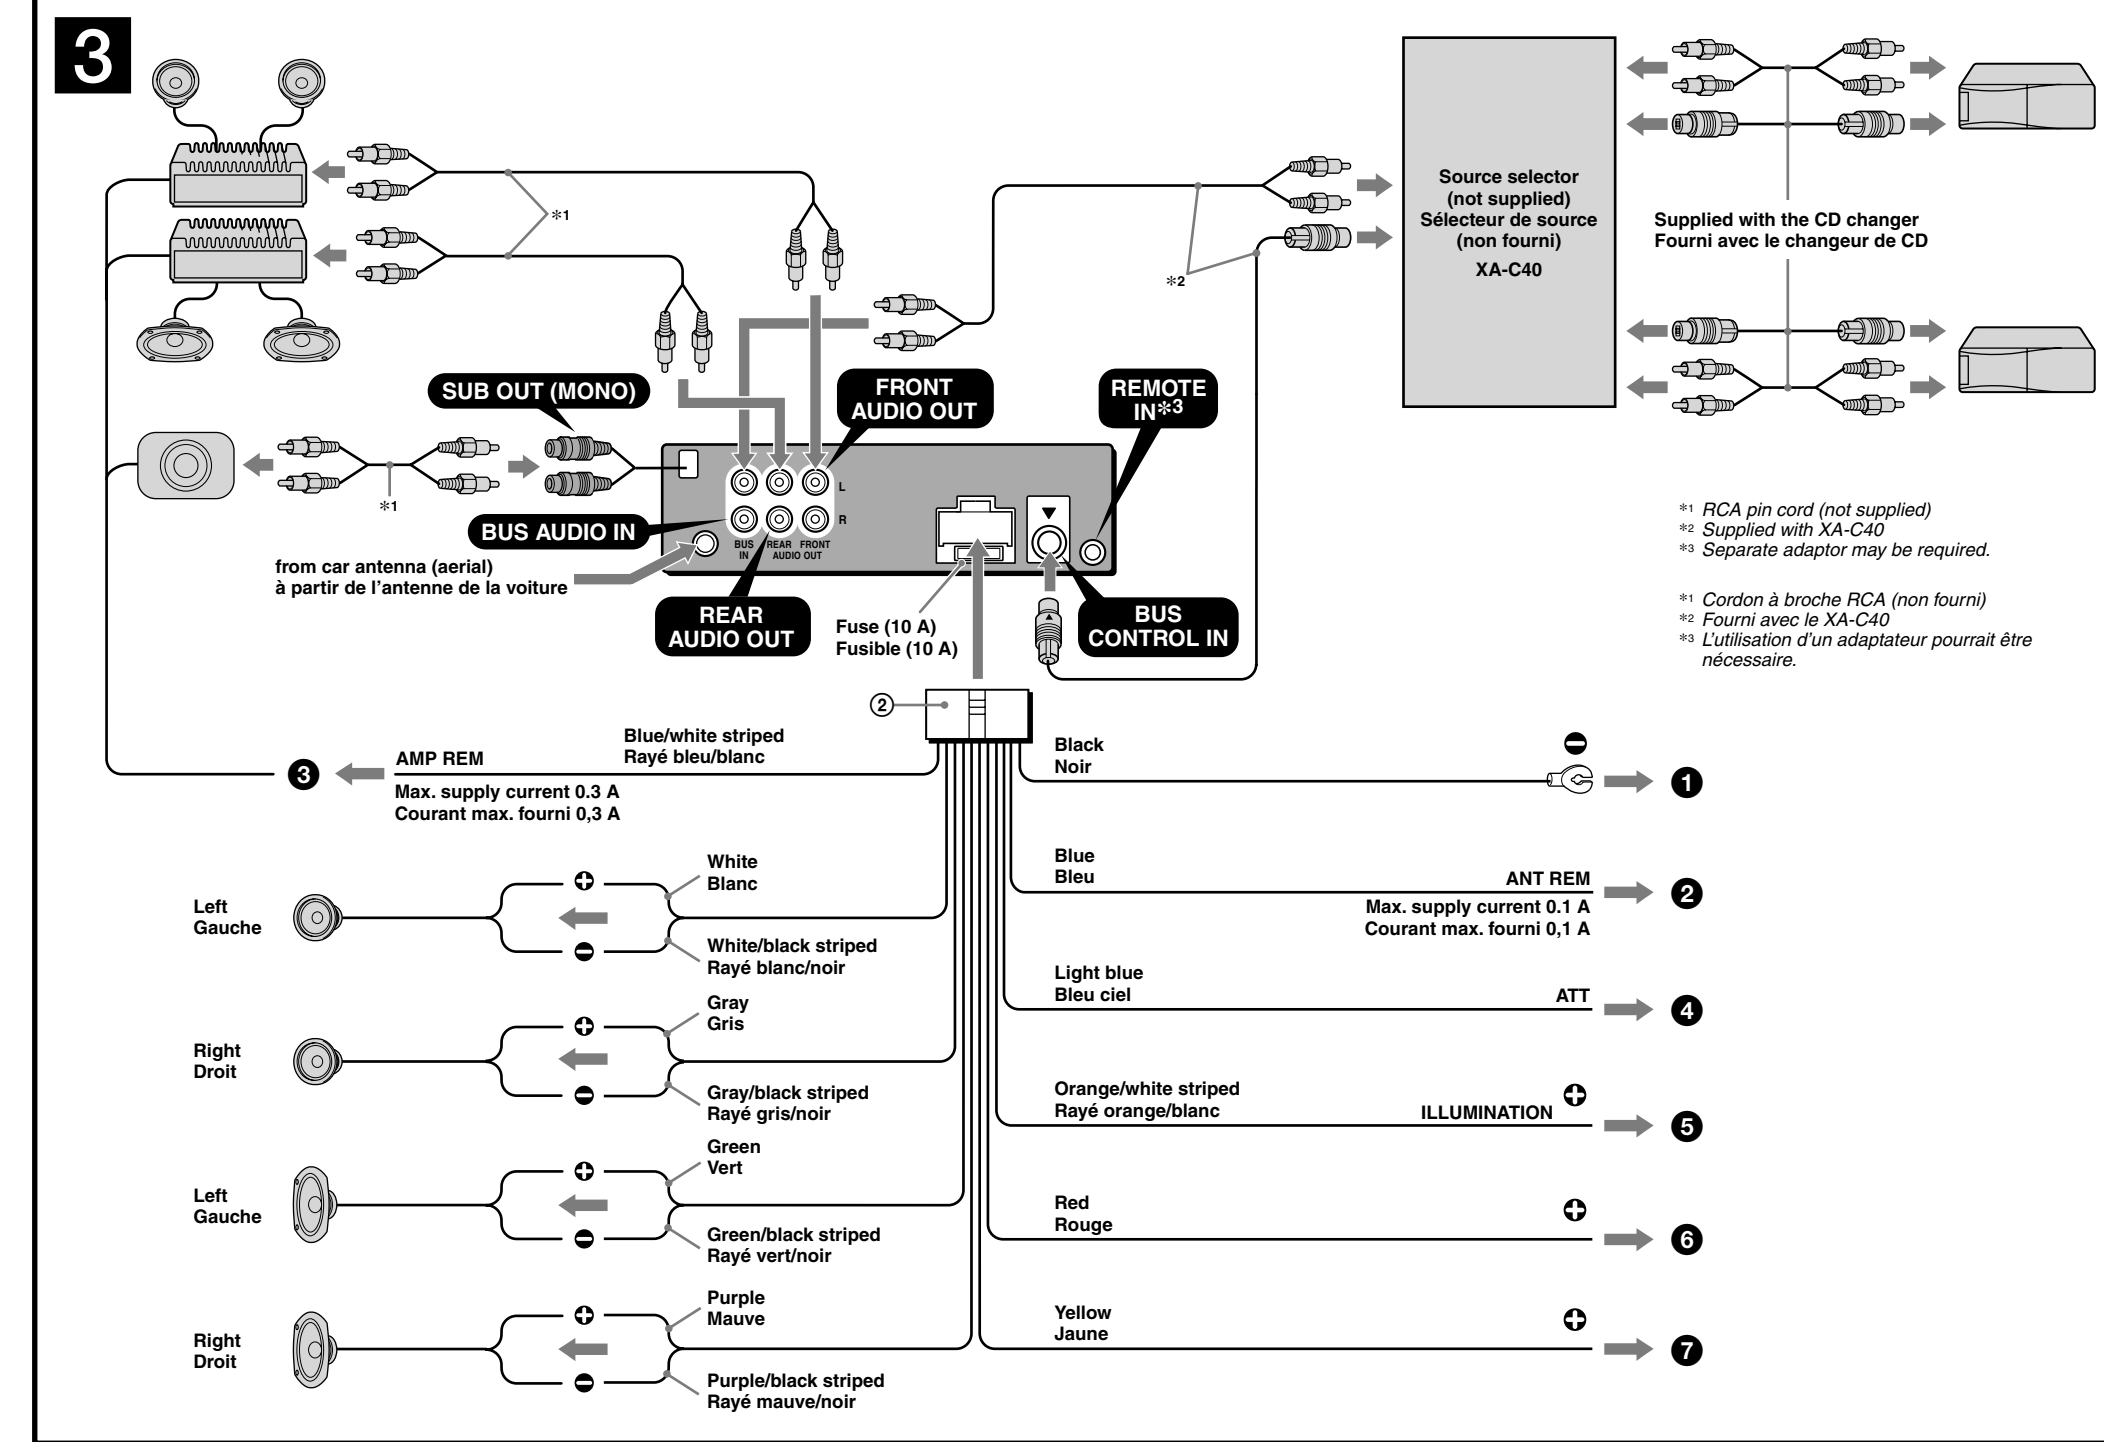 3
*1
*2
Source selector
(not supplied)
Sélecteur de source
(non fourni)
XA-C40
Supplied with the CD changer
Fourni avec le changeur de CD
SUB OUT (MONO)
FRONT
AUDIO OUT
REMOTE
IN*3
*1
BUS AUDIO IN
L
R
BUS
IN
REAR
FRONT
AUDIO OUT
from car antenna (aerial)
à partir de l'antenne de la voiture
REAR
AUDIO OUT
Fuse (10 A)
Fusible (10 A)
BUS
CONTROL IN
*1 RCA pin cord (not supplied)
*2 Supplied with XA-C40
*3 Separate adaptor may be required.
*1 Cordon à broche RCA (non fourni)
*2 Fourni avec le XA-C40
*3 L'utilisation d'un adaptateur pourrait être
nécessaire.
2
3
AMP REM
Blue/white striped
Rayé bleu/blanc
Max. supply current 0.3 A
Courant max. fourni 0,3 A
Left
Gauche
White
Blanc
White/black striped
Rayé blanc/noir
Right
Droit
Gray
Gris
Gray/black striped
Rayé gris/noir
Left
Gauche
Green
Vert
Green/black striped
Rayé vert/noir
Right
Droit
Purple
Mauve
Purple/black striped
Rayé mauve/noir
Black
Noir
1
Blue
Bleu
ANT REM
Max. supply current 0.1 A
Courant max. fourni 0,1 A
2
Light blue
Bleu ciel
ATT
4
Orange/white striped
Rayé orange/blanc
ILLUMINATION
5
Red
Rouge
6
Yellow
Jaune
7